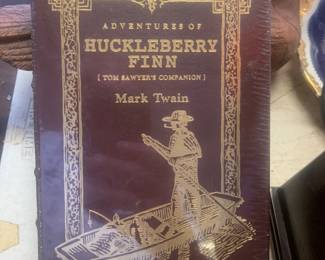 ADVENTURES OF
HUCKLEBERRY
FINN
[ TOM SAWYER'S COMPANION ]
Mark Twain